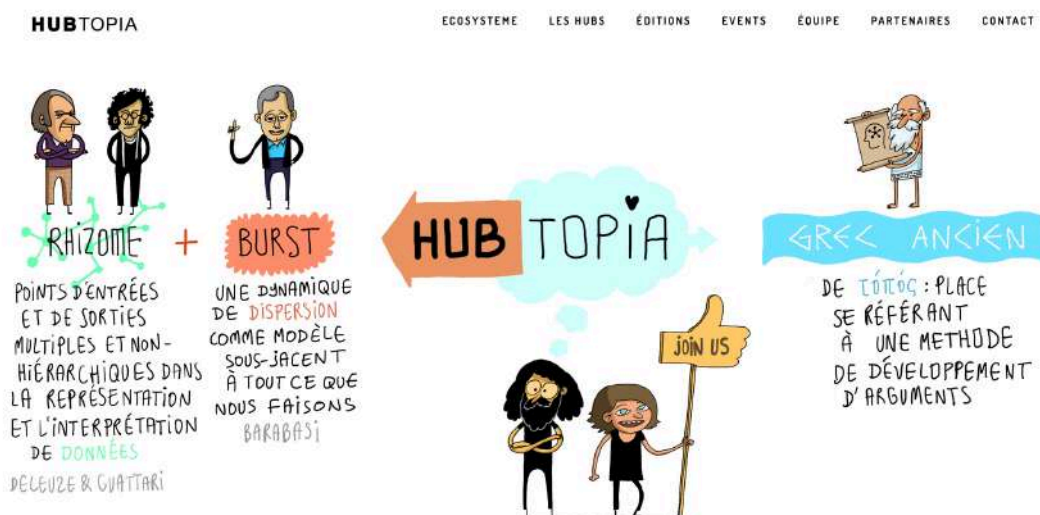 HUBTOPIA
ECOSYSTEME LES HUBS ÉDITIONS EVENTS ÉQUIPE PARTENAIRES CONTACT
RHIZOME + BURST
POINTS D'ENTRÉES
ET DE SORTIES
MULTIPLES ET NON-
HIÉRARCHIQUES DANS
LA REPRÉSENTATION
ET L'INTERPRÉTATION
DE DONNÉES
DELEUZE & GUATTARI
UNE DYNAMIQUE
DE DISPERSION
COMME MODÈLE
SOUS-JACENT
À TOUT CE QUE
NOUS FAISONS
BARABASI
HUB TOPIA
JOIN US
GREC ANCIEN
DE τόπός : PLACE
SE RÉFÉRANT
À UNE METHODE
DE DÉVELOPPEMENT
D'ARGUMENTS